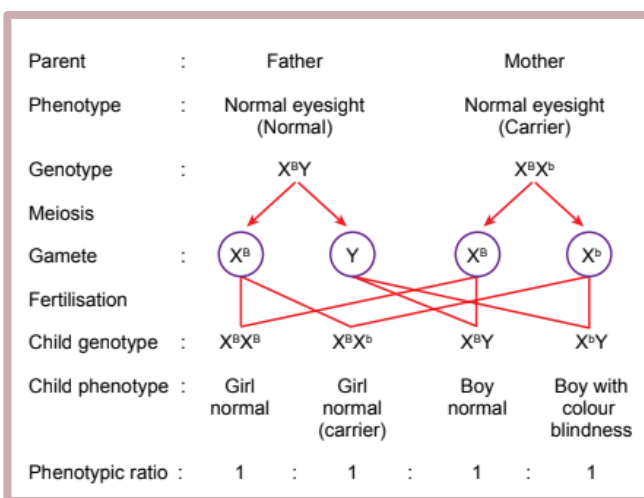 Parent : Father Mother
Phenotype : Normal eyesight Normal eyesight
(Normal) (Carrier)
Genotype : XᴮY XᴮXᵇ
Meiosis
Gamete : Xᴮ Y Xᴮ Xᵇ
Fertilisation
Child genotype : XᴮXᴮ XᴮXᵇ XᴮY XᵇY
Child phenotype : Girl Girl Boy Boy with
normal normal normal colour
(carrier) blindness
Phenotypic ratio : 1 : 1 : 1 : 1